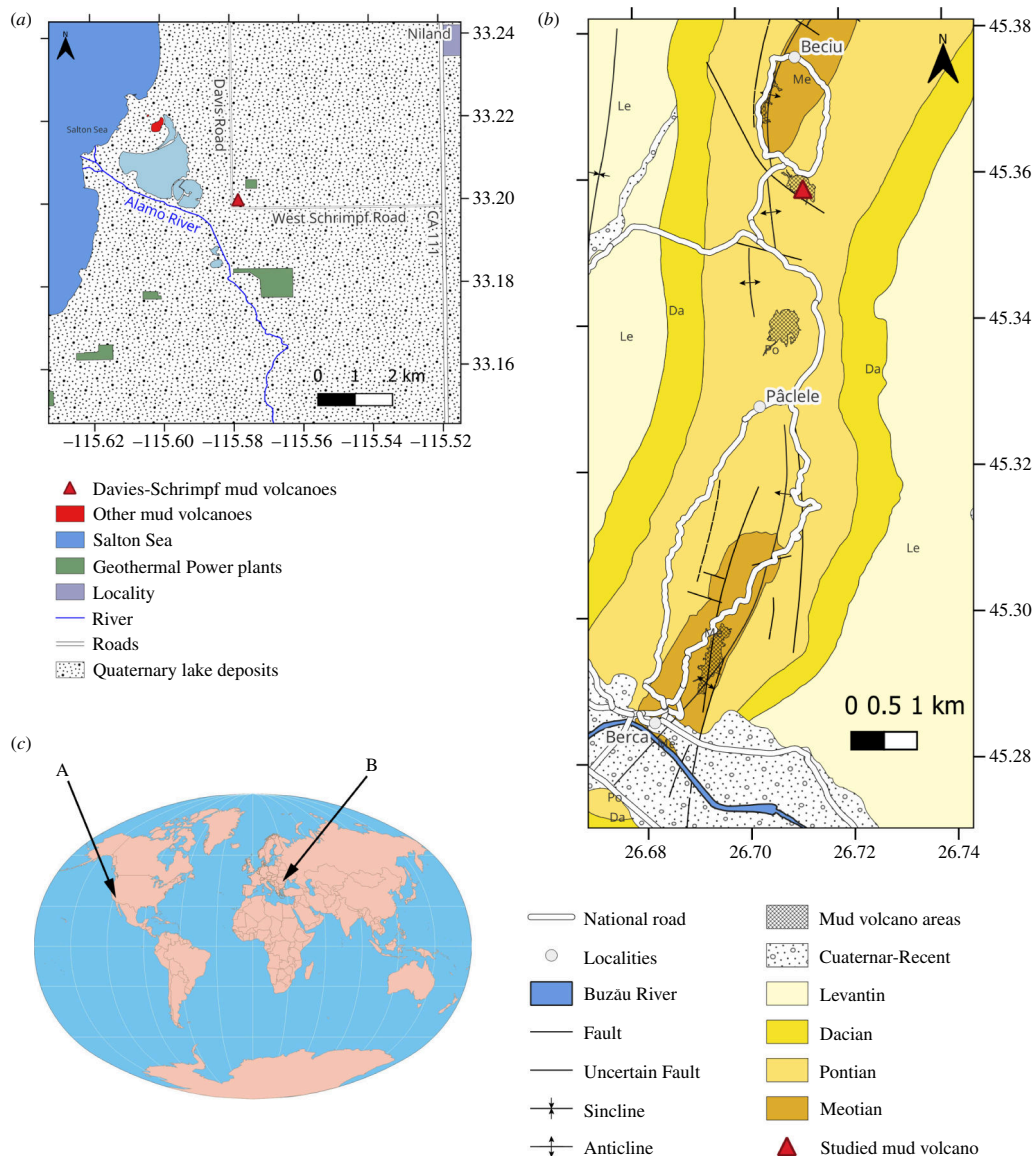 (a)
N
Niland
Salton Sea
Davis Road
Alamo River
West Schrimpf Road
CA-111
0 1 2 km
33.24
33.22
33.20
33.18
33.16
−115.62 −115.60 −115.58 −115.56 −115.54 −115.52
Davies-Schrimpf mud volcanoes
Other mud volcanoes
Salton Sea
Geothermal Power plants
Locality
River
Roads
Quaternary lake deposits
(b)
N
Beciu
Me
Le
Le
Da
Po
Da
Pâclele
Le
Me
Berca
Po
Da
0 0.5 1 km
45.38
45.36
45.34
45.32
45.30
45.28
26.68 26.70 26.72 26.74
(c)
A
B
National road
Localities
Buzău River
Fault
Uncertain Fault
Sincline
Anticline
Mud volcano areas
Cuaternar-Recent
Levantin
Dacian
Pontian
Meotian
Studied mud volcano